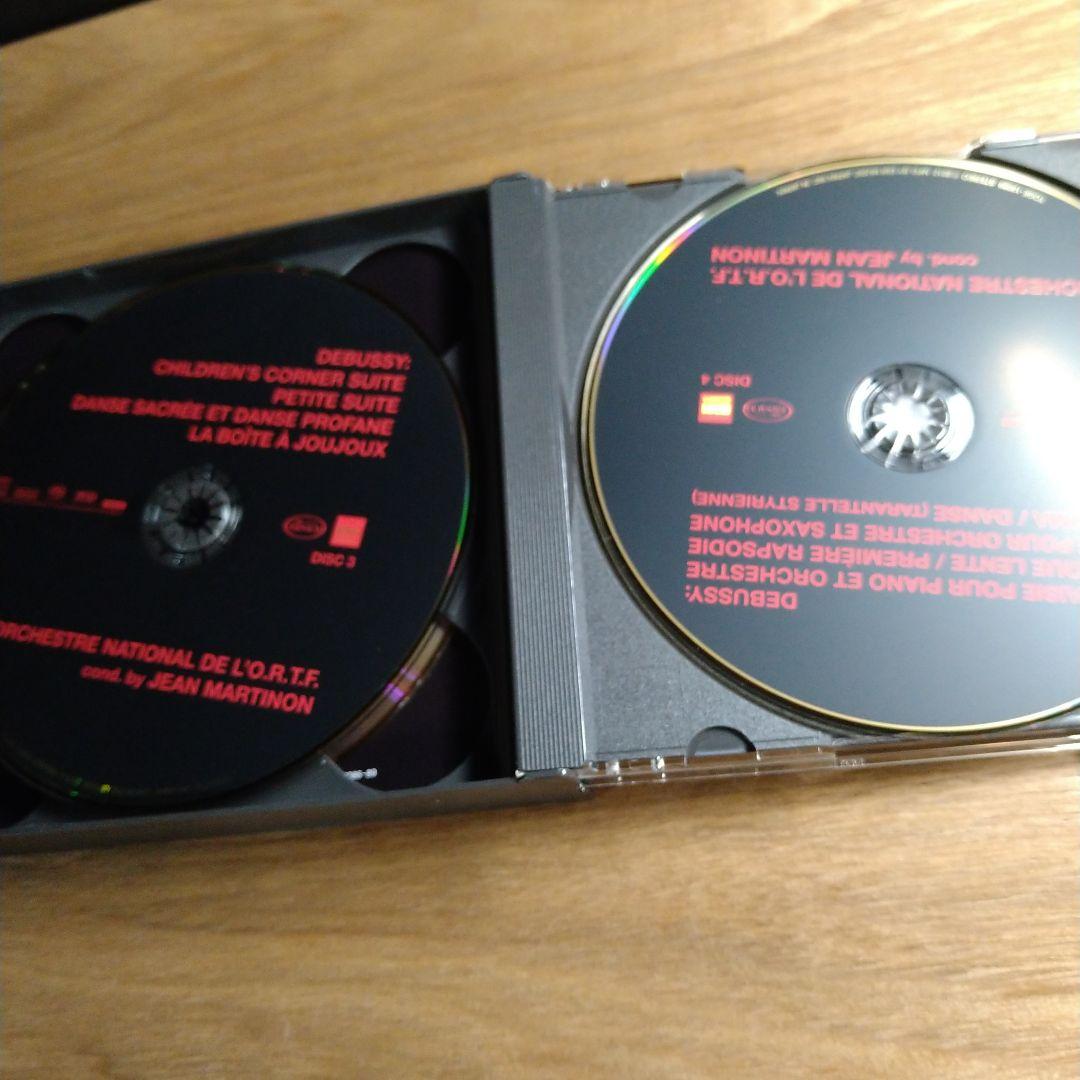 DEBUSSY:
CHILDREN'S CORNER SUITE
PETITE SUITE
DANSE SACRÉE ET DANSE PROFANE
LA BOÎTE À JOUJOUX
DISC 3
ORCHESTRE NATIONAL DE L'O.R.T.F.
cond. by JEAN MARTINON
DEBUSSY:
POUR PIANO ET ORCHESTRE
LENTE / PREMIÈRE RAPSODIE
POUR ORCHESTRE ET SAXOPHONE
/ DANSE (TARANTELLE STYRIENNE)
DISC 4
NATIONAL DE L'O.R.T.F.
cond. by JEAN MARTINON